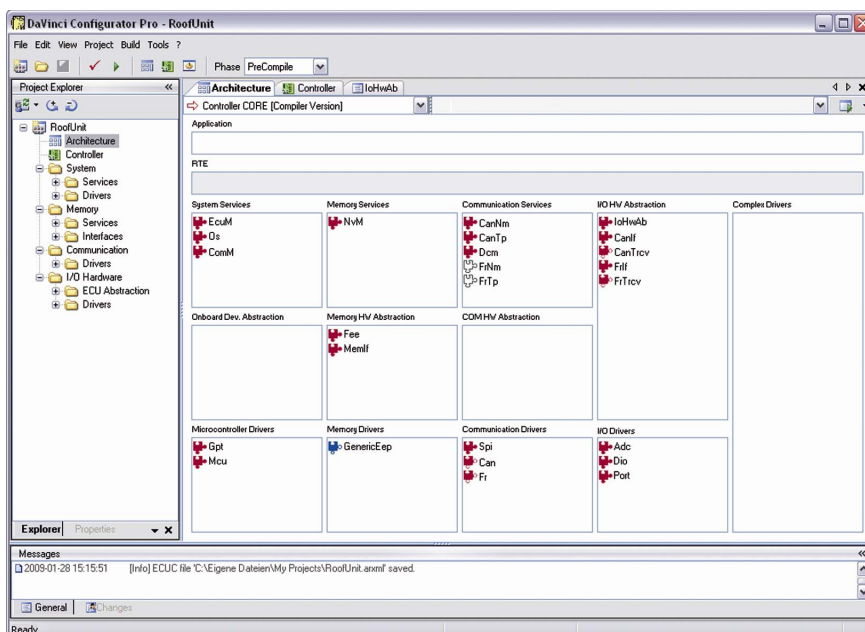 DaVinci Configurator Pro - RoofUnit
File Edit View Project Build Tools ?
Phase PreCompile
Project Explorer
Architecture Controller IoHwAb
Controller CORE [Compiler Version]
RoofUnit
Architecture
Controller
System
Services
Drivers
Memory
Services
Interfaces
Communication
Drivers
I/O Hardware
ECU Abstraction
Drivers
Explorer Properties
Application
RTE
System Services
EcuM
Os
ComM
Memory Services
NvM
Communication Services
CanNm
CanTp
Dcm
FrNm
FrTp
I/O HW Abstraction
IoHwAb
CanIf
CanTrcv
FrIf
FrTrcv
Complex Drivers
Onboard Dev. Abstraction
Memory HW Abstraction
Fee
MemIf
COM HW Abstraction
Microcontroller Drivers
Gpt
Mcu
Memory Drivers
GenericEep
Communication Drivers
Spi
Can
Fr
I/O Drivers
Adc
Dio
Port
Messages
2009-01-28 15:15:51 [Info] ECUC file 'C:\Eigene Dateien\My Projects\RoofUnit.arxml' saved.
General Changes
Ready